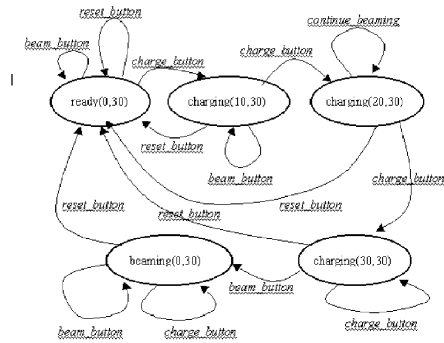 reset_button
continue_beaming
beam_button
charge_button
charge_button
ready(0,30)
charging(10,30)
charging(20,30)
reset_button
beam_button
charge_button
reset_button
reset_button
reset_button
beaming(0,30)
charging(30,30)
beam_button
beam_button
charge_button
charge_button